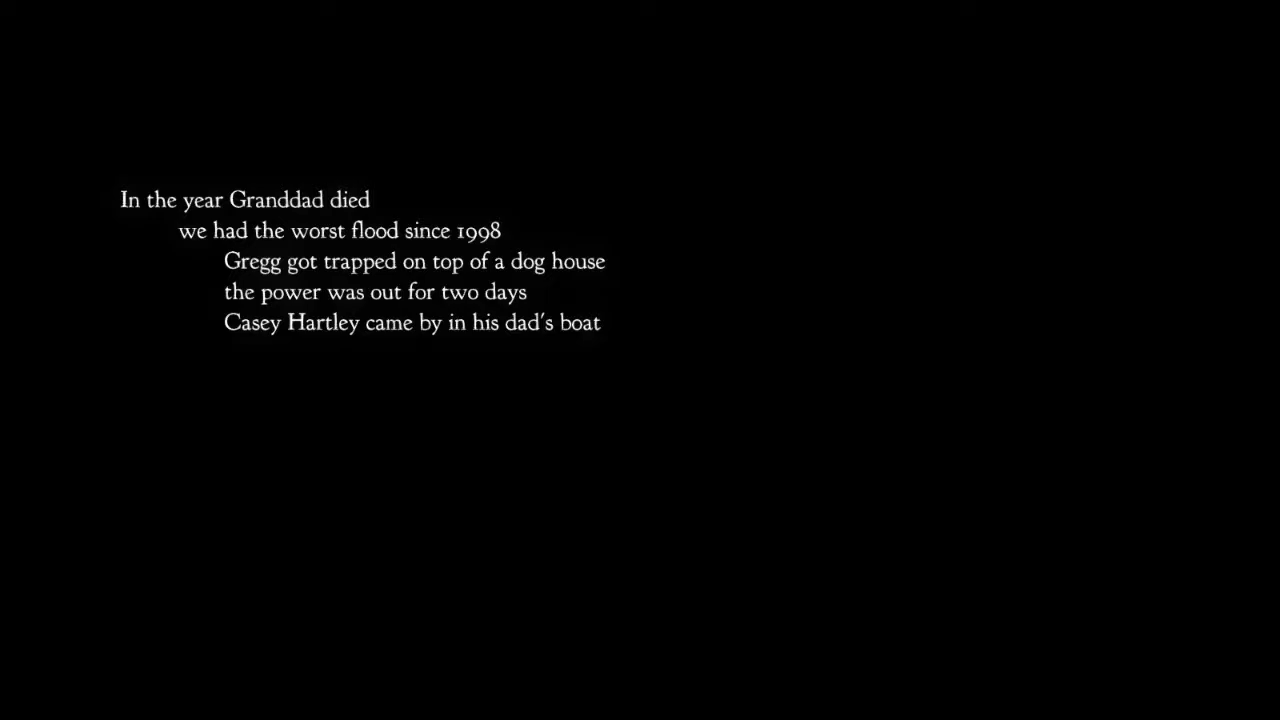 In the year Granddad died
we had the worst flood since 1998
Gregg got trapped on top of a dog house
the power was out for two days
Casey Hartley came by in his dad's boat